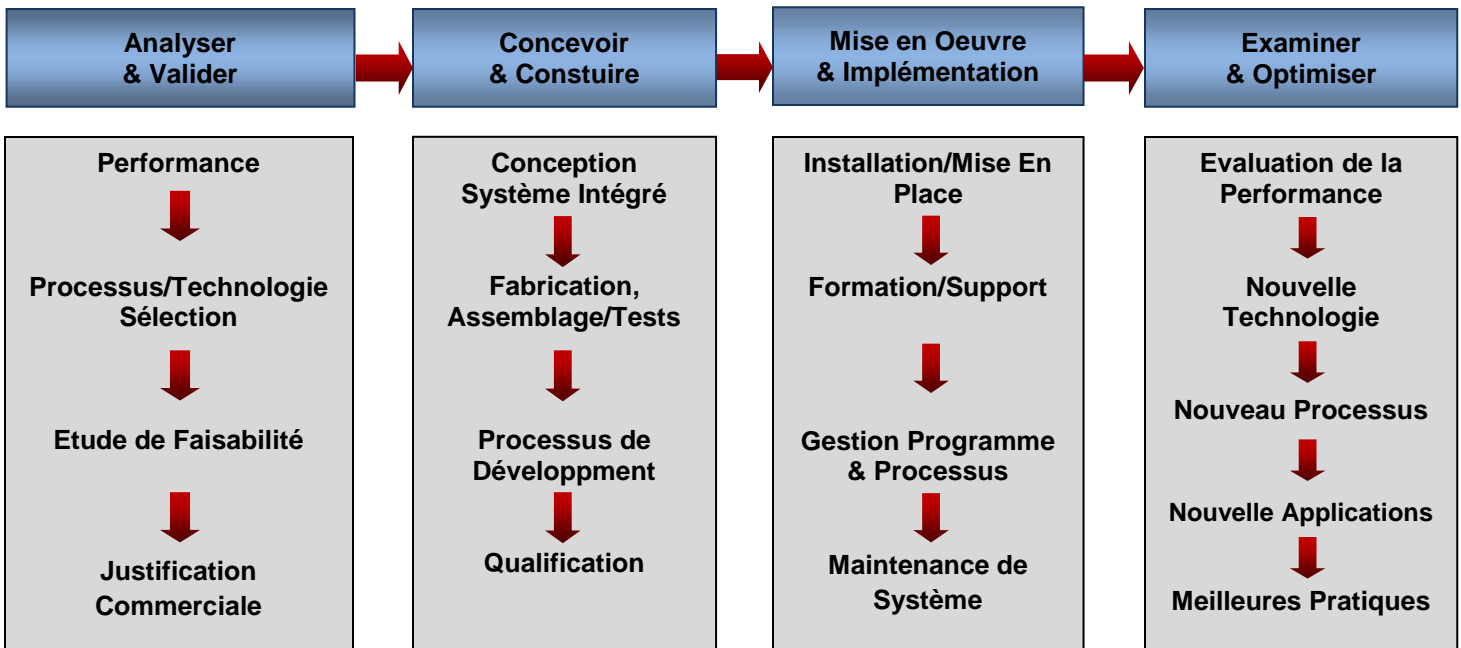 Analyser
& Valider
Concevoir
& Constuire
Mise en Oeuvre
& Implémentation
Examiner
& Optimiser
Performance
Processus/Technologie
Sélection
Etude de Faisabilité
Justification
Commerciale
Conception
Système Intégré
Fabrication,
Assemblage/Tests
Processus de
Développment
Qualification
Installation/Mise En
Place
Formation/Support
Gestion Programme
& Processus
Maintenance de
Système
Evaluation de la
Performance
Nouvelle
Technologie
Nouveau Processus
Nouvelle Applications
Meilleures Pratiques